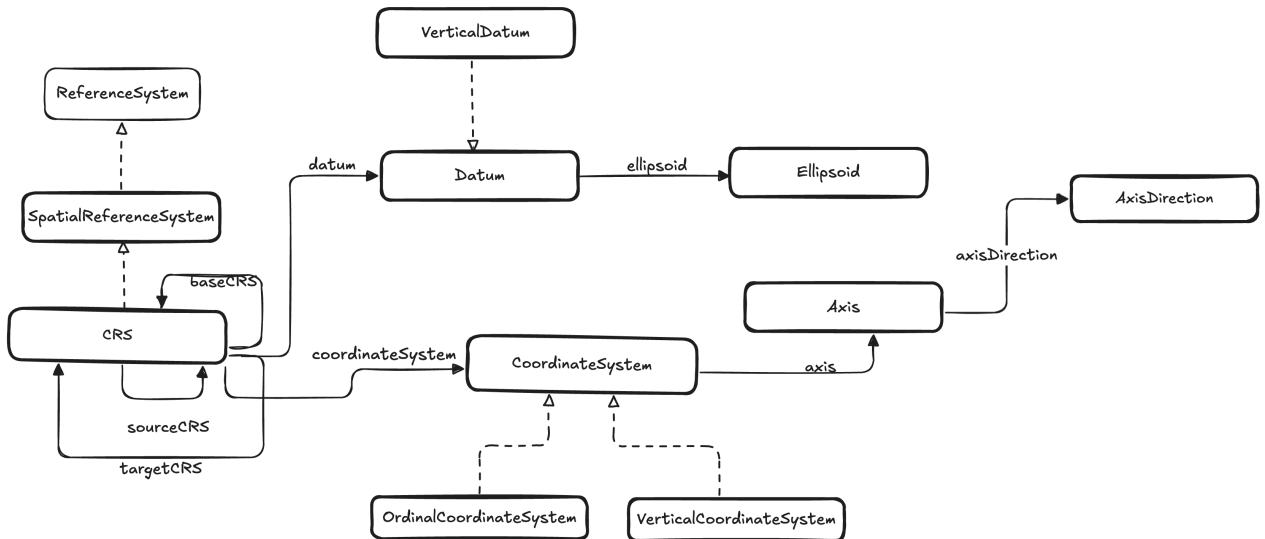 VerticalDatum
ReferenceSystem
datum
Datum
ellipsoid
Ellipsoid
AxisDirection
SpatialReferenceSystem
axisDirection
baseCRS
Axis
CRS
coordinateSystem
CoordinateSystem
axis
sourceCRS
targetCRS
OrdinalCoordinateSystem
VerticalCoordinateSystem